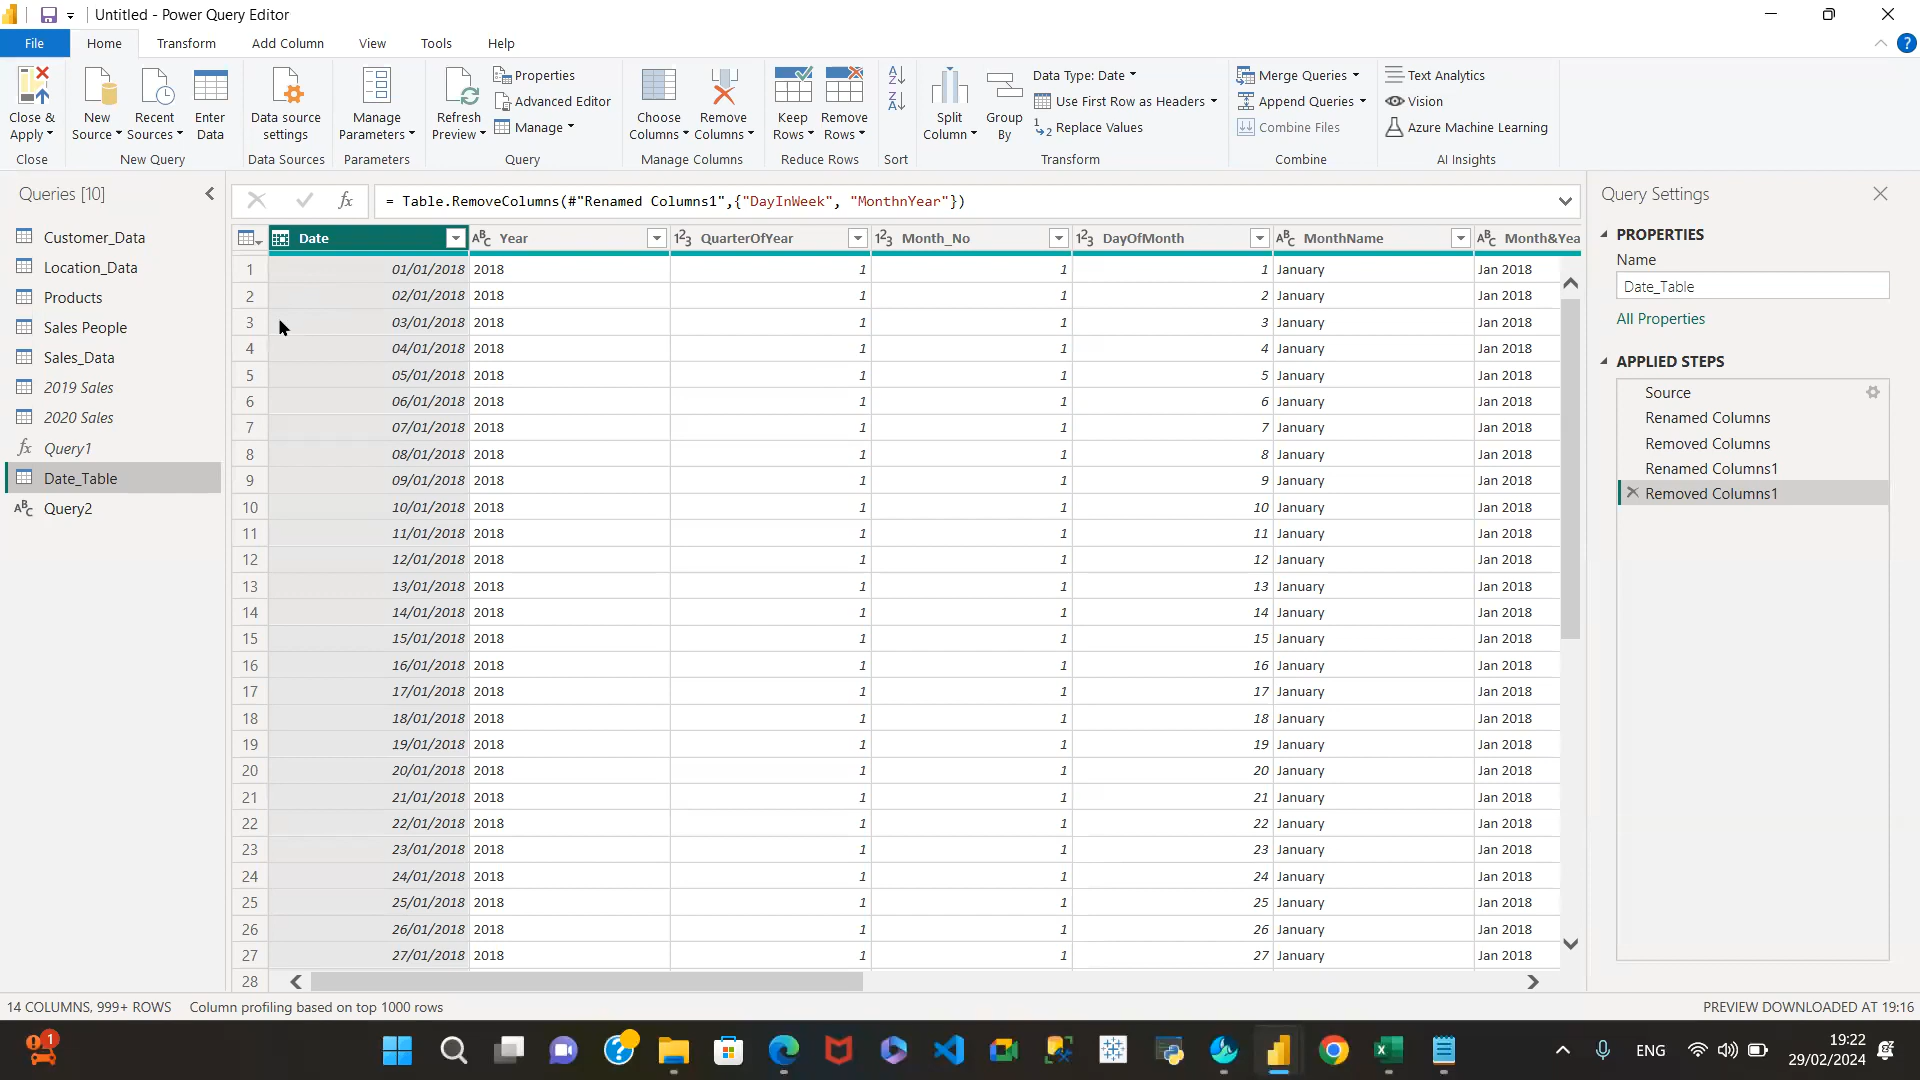 Untitled - Power Query Editor
File Home Transform Add Column View Tools Help
Close & Apply
Close
New Source
Recent Sources
Enter Data
New Query
Data source settings
Data Sources
Manage Parameters
Parameters
Refresh Preview
Properties
Advanced Editor
Manage
Query
Choose Columns
Remove Columns
Manage Columns
Keep Rows
Remove Rows
Reduce Rows
Sort
Split Column
Group By
Data Type: Date
Use First Row as Headers
Replace Values
Transform
Merge Queries
Append Queries
Combine Files
Combine
Text Analytics
Vision
Azure Machine Learning
AI Insights
Queries [10]
Customer_Data
Location_Data
Products
Sales People
Sales_Data
2019 Sales
2020 Sales
fx Query1
Date_Table
ABC Query2
fx = Table.RemoveColumns(#"Renamed Columns1",{"DayInWeek", "MonthnYear"})
Date ABC Year 123 QuarterOfYear 123 Month_No 123 DayOfMonth ABC MonthName ABC Month&Yea
1 01/01/2018 2018 1 1 1 January Jan 2018
2 02/01/2018 2018 1 1 2 January Jan 2018
3 03/01/2018 2018 1 1 3 January Jan 2018
4 04/01/2018 2018 1 1 4 January Jan 2018
5 05/01/2018 2018 1 1 5 January Jan 2018
6 06/01/2018 2018 1 1 6 January Jan 2018
7 07/01/2018 2018 1 1 7 January Jan 2018
8 08/01/2018 2018 1 1 8 January Jan 2018
9 09/01/2018 2018 1 1 9 January Jan 2018
10 10/01/2018 2018 1 1 10 January Jan 2018
11 11/01/2018 2018 1 1 11 January Jan 2018
12 12/01/2018 2018 1 1 12 January Jan 2018
13 13/01/2018 2018 1 1 13 January Jan 2018
14 14/01/2018 2018 1 1 14 January Jan 2018
15 15/01/2018 2018 1 1 15 January Jan 2018
16 16/01/2018 2018 1 1 16 January Jan 2018
17 17/01/2018 2018 1 1 17 January Jan 2018
18 18/01/2018 2018 1 1 18 January Jan 2018
19 19/01/2018 2018 1 1 19 January Jan 2018
20 20/01/2018 2018 1 1 20 January Jan 2018
21 21/01/2018 2018 1 1 21 January Jan 2018
22 22/01/2018 2018 1 1 22 January Jan 2018
23 23/01/2018 2018 1 1 23 January Jan 2018
24 24/01/2018 2018 1 1 24 January Jan 2018
25 25/01/2018 2018 1 1 25 January Jan 2018
26 26/01/2018 2018 1 1 26 January Jan 2018
27 27/01/2018 2018 1 1 27 January Jan 2018
28
Query Settings
PROPERTIES
Name
Date_Table
All Properties
APPLIED STEPS
Source
Renamed Columns
Removed Columns
Renamed Columns1
Removed Columns1
14 COLUMNS, 999+ ROWS Column profiling based on top 1000 rows PREVIEW DOWNLOADED AT 19:16
1
ENG
19:22
29/02/2024